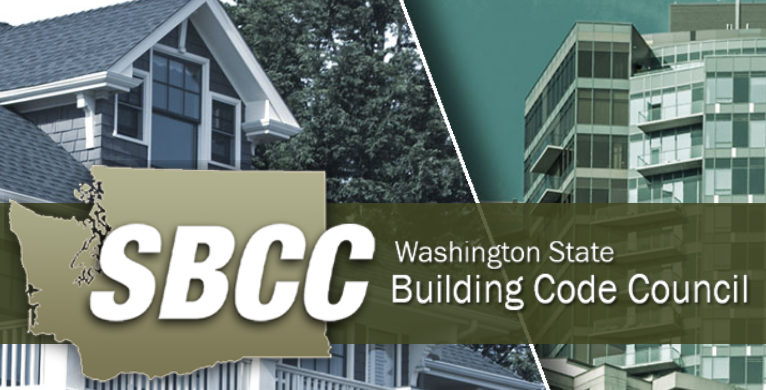 SBCC
Washington State
Building Code Council